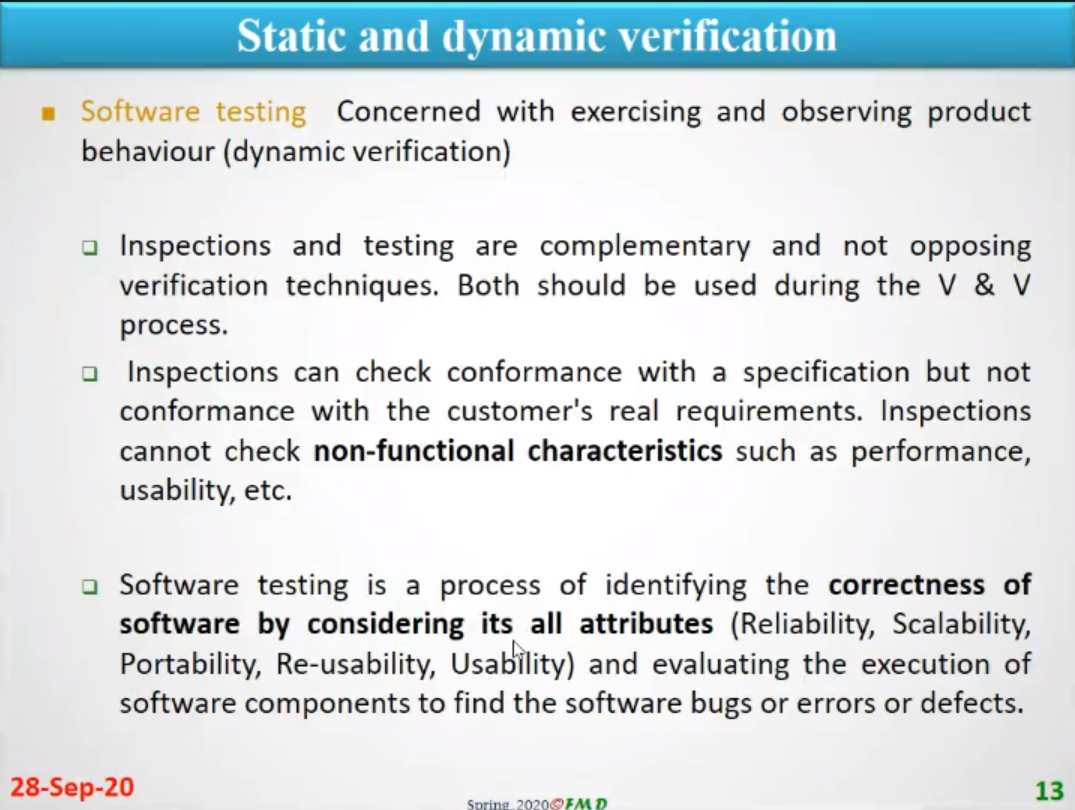 Static and dynamic verification
Software testing Concerned with exercising and observing product
behaviour (dynamic verification)
Inspections and testing are complementary and not opposing
verification techniques. Both should be used during the V & V
process.
Inspections can check conformance with a specification but not
conformance with the customer's real requirements. Inspections
cannot check non-functional characteristics such as performance,
usability, etc.
Software testing is a process of identifying the correctness of
software by considering its all attributes (Reliability, Scalability,
Portability, Re-usability, Usability) and evaluating the execution of
software components to find the software bugs or errors or defects.
28-Sep-20
Spring, 2020©FMD
13